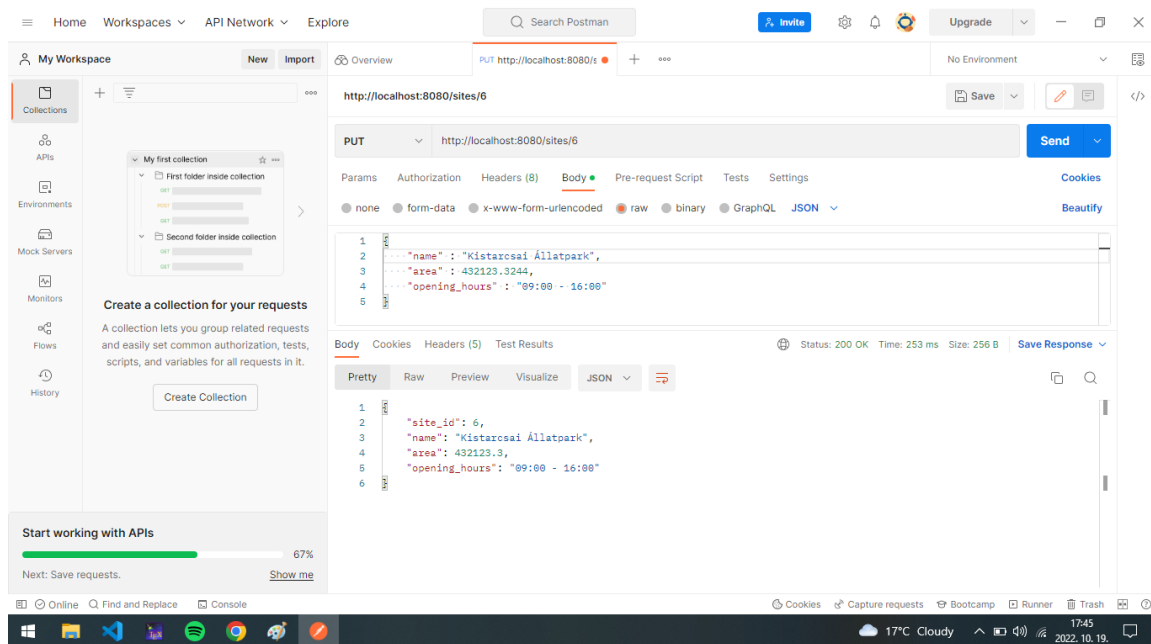 Home Workspaces API Network Explore Search Postman Invite Upgrade
My Workspace New Import Overview PUT http://localhost:8080/s No Environment
Collections
APIs
Environments
Mock Servers
Monitors
Flows
History
My first collection
First folder inside collection
GET
POST
GET
Second folder inside collection
GET
GET
Create a collection for your requests
A collection lets you group related requests
and easily set common authorization, tests,
scripts, and variables for all requests in it.
Create Collection
Start working with APIs
67%
Next: Save requests. Show me
http://localhost:8080/sites/6 Save
PUT http://localhost:8080/sites/6 Send
Params Authorization Headers (8) Body Pre-request Script Tests Settings Cookies
none form-data x-www-form-urlencoded raw binary GraphQL JSON Beautify
1 {
2 "name" : "Kistarcsai Állatpark",
3 "area" : 432123.3244,
4 "opening_hours" : "09:00 - 16:00"
5 }
Body Cookies Headers (5) Test Results Status: 200 OK Time: 253 ms Size: 256 B Save Response
Pretty Raw Preview Visualize JSON
1 {
2 "site_id": 6,
3 "name": "Kistarcsai Állatpark",
4 "area": 432123.3,
5 "opening_hours": "09:00 - 16:00"
6 }
Online Find and Replace Console Cookies Capture requests Bootcamp Runner Trash
17°C Cloudy 17:45
2022. 10. 19.